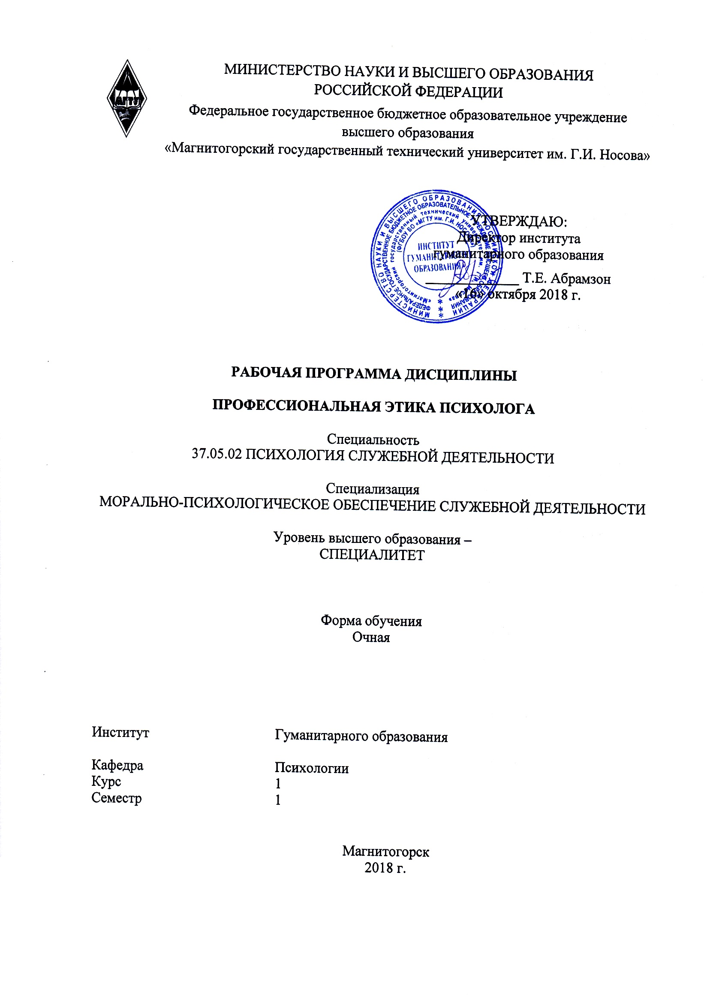 МГТУ
МИНИСТЕРСТВО НАУКИ И ВЫСШЕГО ОБРАЗОВАНИЯ
РОССИЙСКОЙ ФЕДЕРАЦИИ
Федеральное государственное бюджетное образовательное учреждение
высшего образования
«Магнитогорский государственный технический университет им. Г.И. Носова»
МИНИСТЕРСТВО НАУКИ И ВЫСШЕГО ОБРАЗОВАНИЯ РОССИЙСКОЙ ФЕДЕРАЦИИ
ФЕДЕРАЛЬНОЕ ГОСУДАРСТВЕННОЕ БЮДЖЕТНОЕ ОБРАЗОВАТЕЛЬНОЕ УЧРЕЖДЕНИЕ ВЫСШЕГО ОБРАЗОВАНИЯ
«Магнитогорский государственный технический университет им. Г.И. Носова»
(ФГБОУ ВО «МГТУ им. Г.И. НОСОВА»)
ИНСТИТУТ
ГУМАНИТАРНОГО
ОБРАЗОВАНИЯ
УТВЕРЖДАЮ:
Директор института
гуманитарного образования
Т.Е. Абрамзон
«16» октября 2018 г.
РАБОЧАЯ ПРОГРАММА ДИСЦИПЛИНЫ
ПРОФЕССИОНАЛЬНАЯ ЭТИКА ПСИХОЛОГА
Специальность
37.05.02 ПСИХОЛОГИЯ СЛУЖЕБНОЙ ДЕЯТЕЛЬНОСТИ
Специализация
МОРАЛЬНО-ПСИХОЛОГИЧЕСКОЕ ОБЕСПЕЧЕНИЕ СЛУЖЕБНОЙ ДЕЯТЕЛЬНОСТИ
Уровень высшего образования –
СПЕЦИАЛИТЕТ
Форма обучения
Очная
Институт Гуманитарного образования
Кафедра Психологии
Курс 1
Семестр 1
Магнитогорск
2018 г.